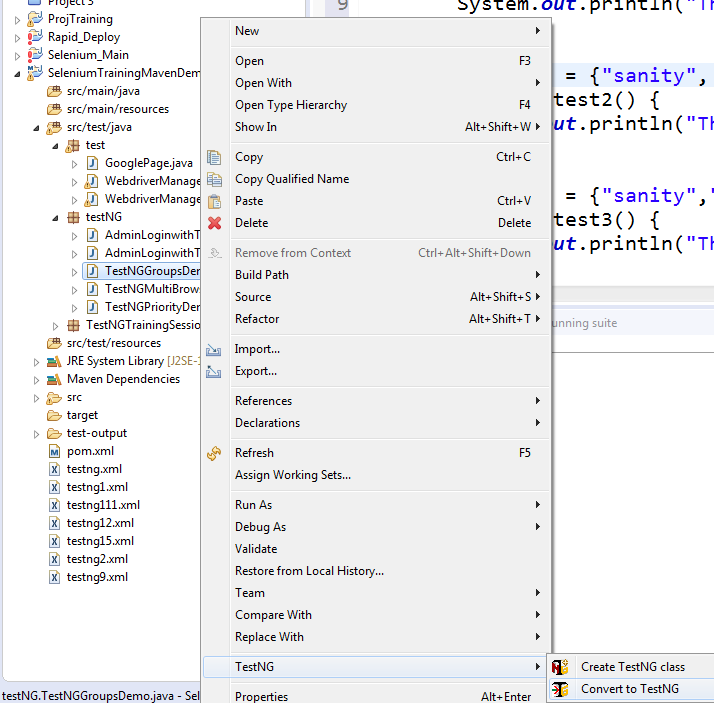 Project3
ProjTraining
Rapid_Deploy
Selenium_Main
SeleniumTrainingMavenDem
src/main/java
src/main/resources
src/test/java
test
GooglePage.java
WebdriverManage
WebdriverManage
testNG
AdminLoginwithT
AdminLoginwithT
TestNGGroupsDer
TestNGMultiBrow
TestNGPriorityDer
TestNGTrainingSessio
src/test/resources
JRE System Library [J2SE-1
Maven Dependencies
src
target
test-output
pom.xml
testng.xml
testng1.xml
testng111.xml
testng12.xml
testng15.xml
testng2.xml
testng9.xml
testNG.TestNGGroupsDemo.java - Sel
New
Open F3
Open With
Open Type Hierarchy F4
Show In Alt+Shift+W
Copy Ctrl+C
Copy Qualified Name
Paste Ctrl+V
Delete Delete
Remove from Context Ctrl+Alt+Shift+Down
Build Path
Source Alt+Shift+S
Refactor Alt+Shift+T
Import...
Export...
References
Declarations
Refresh F5
Assign Working Sets...
Run As
Debug As
Validate
Restore from Local History...
Team
Compare With
Replace With
TestNG
Properties Alt+Enter
Create TestNG class
Convert to TestNG
9 System.out.println("Th
= {"sanity",
test2() {
ut.println("Th
= {"sanity","
test3() {
ut.println("Th
unning suite